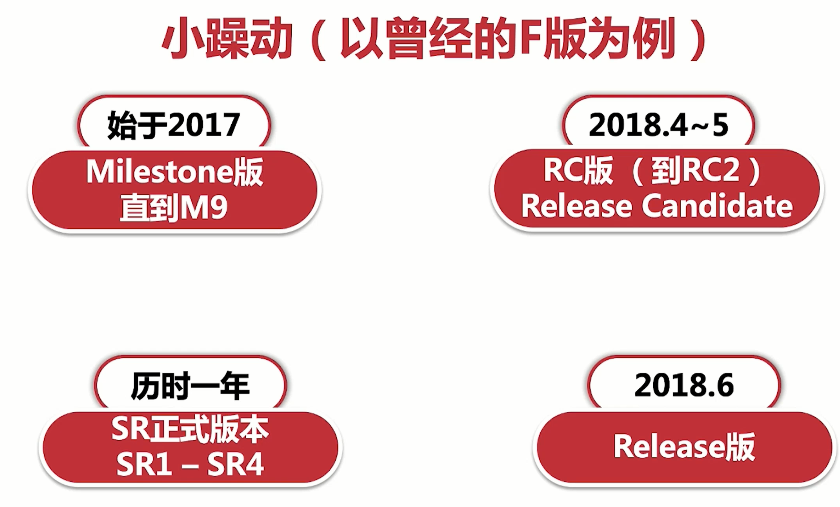 小躁动（以曾经的F版为例）
始于2017
Milestone版
直到M9
2018.4~5
RC版（到RC2）
Release Candidate
历时一年
SR正式版本
SR1 – SR4
2018.6
Release版